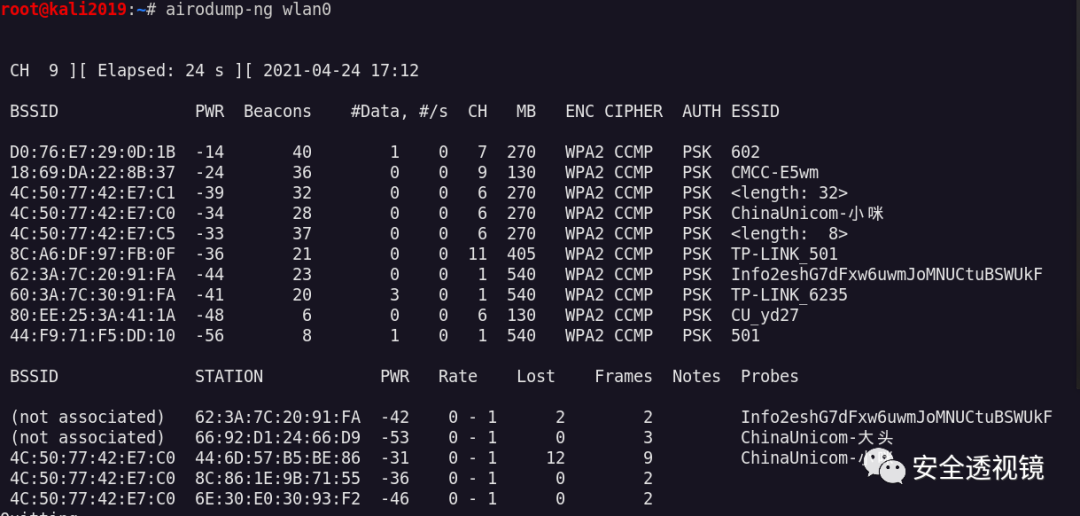 root@kali2019:~# airodump-ng wlan0
CH  9 ][ Elapsed: 24 s ][ 2021-04-24 17:12
BSSID              PWR  Beacons    #Data, #/s  CH   MB   ENC CIPHER  AUTH ESSID
D0:76:E7:29:0D:1B  -14       40        1    0   7  270   WPA2 CCMP   PSK  602
18:69:DA:22:8B:37  -24       36        0    0   9  130   WPA2 CCMP   PSK  CMCC-E5wm
4C:50:77:42:E7:C1  -39       32        0    0   6  270   WPA2 CCMP   PSK  <length: 32>
4C:50:77:42:E7:C0  -34       28        0    0   6  270   WPA2 CCMP   PSK  ChinaUnicom-小咪
4C:50:77:42:E7:C5  -33       37        0    0   6  270   WPA2 CCMP   PSK  <length:  8>
8C:A6:DF:97:FB:0F  -36       21        0    0  11  405   WPA2 CCMP   PSK  TP-LINK_501
62:3A:7C:20:91:FA  -44       23        0    0   1  540   WPA2 CCMP   PSK  Info2eshG7dFxw6uwmJoMNUCtuBSWUkF
60:3A:7C:30:91:FA  -41       20        3    0   1  540   WPA2 CCMP   PSK  TP-LINK_6235
80:EE:25:3A:41:1A  -48        6        0    0   6  130   WPA2 CCMP   PSK  CU_yd27
44:F9:71:F5:DD:10  -56        8        1    0   1  540   WPA2 CCMP   PSK  501
BSSID              STATION            PWR   Rate    Lost    Frames  Notes  Probes
(not associated)   62:3A:7C:20:91:FA  -42    0 - 1      2        2         Info2eshG7dFxw6uwmJoMNUCtuBSWUkF
(not associated)   66:92:D1:24:66:D9  -53    0 - 1      0        3         ChinaUnicom-大头
4C:50:77:42:E7:C0  44:6D:57:B5:BE:86  -31    0 - 1     12        9         ChinaUnicom-
4C:50:77:42:E7:C0  8C:86:1E:9B:71:55  -36    0 - 1      0        2
4C:50:77:42:E7:C0  6E:30:E0:30:93:F2  -46    0 - 1      0        2
安全透视镜